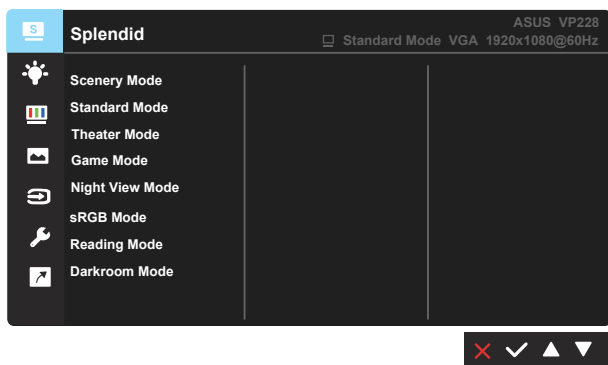 S
Splendid
ASUS VP228
Standard Mode VGA 1920x1080@60Hz
Scenery Mode
Standard Mode
Theater Mode
Game Mode
Night View Mode
sRGB Mode
Reading Mode
Darkroom Mode